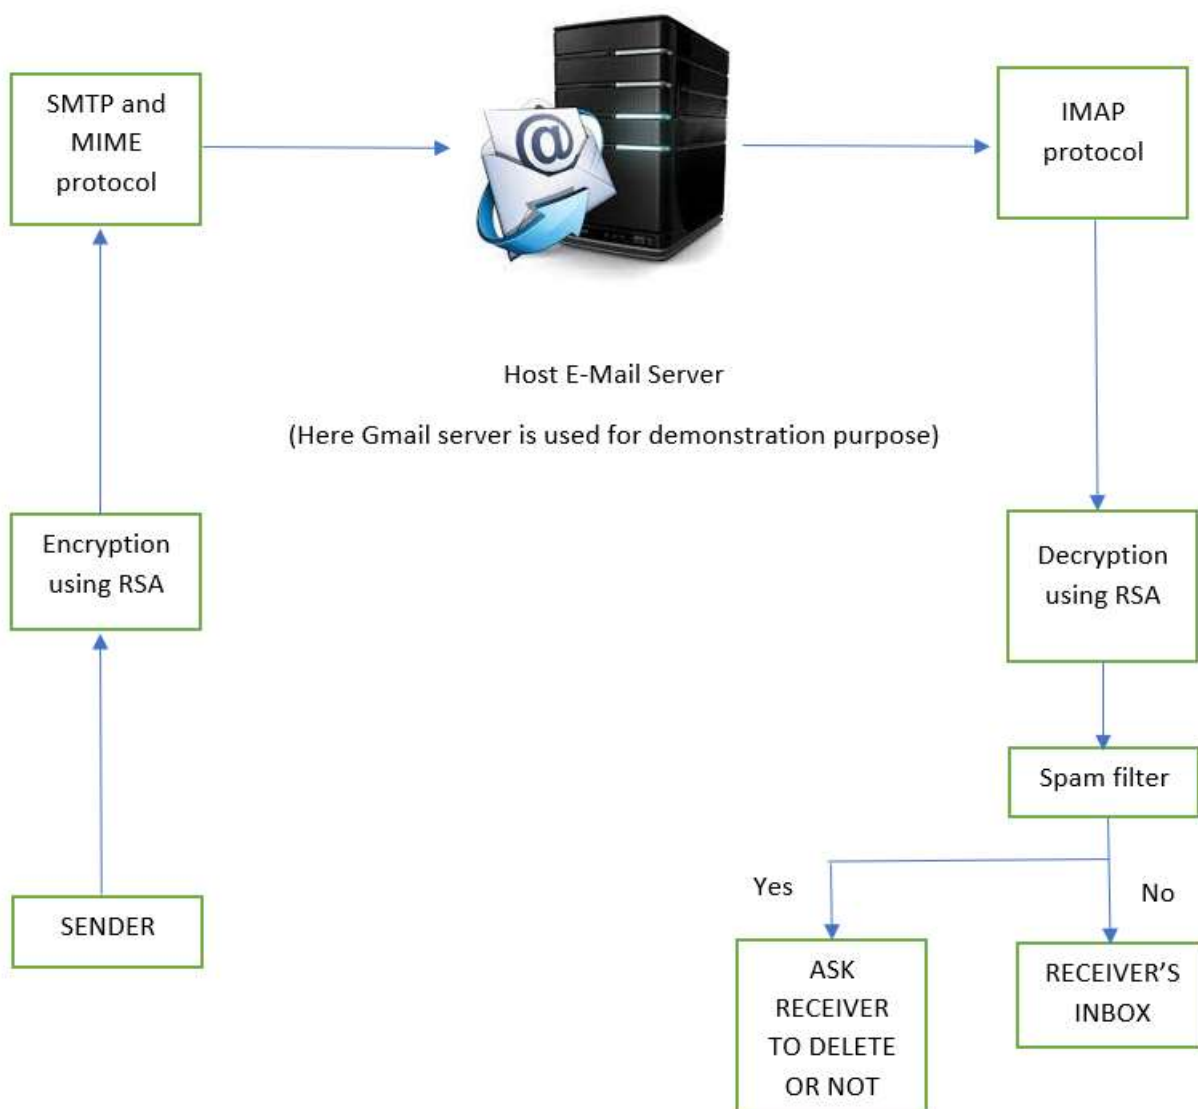 SMTP and
MIME
protocol
@
IMAP
protocol
Host E-Mail Server
(Here Gmail server is used for demonstration purpose)
Encryption
using RSA
Decryption
using RSA
Spam filter
Yes
No
SENDER
ASK
RECEIVER
TO DELETE
OR NOT
RECEIVER’S
INBOX